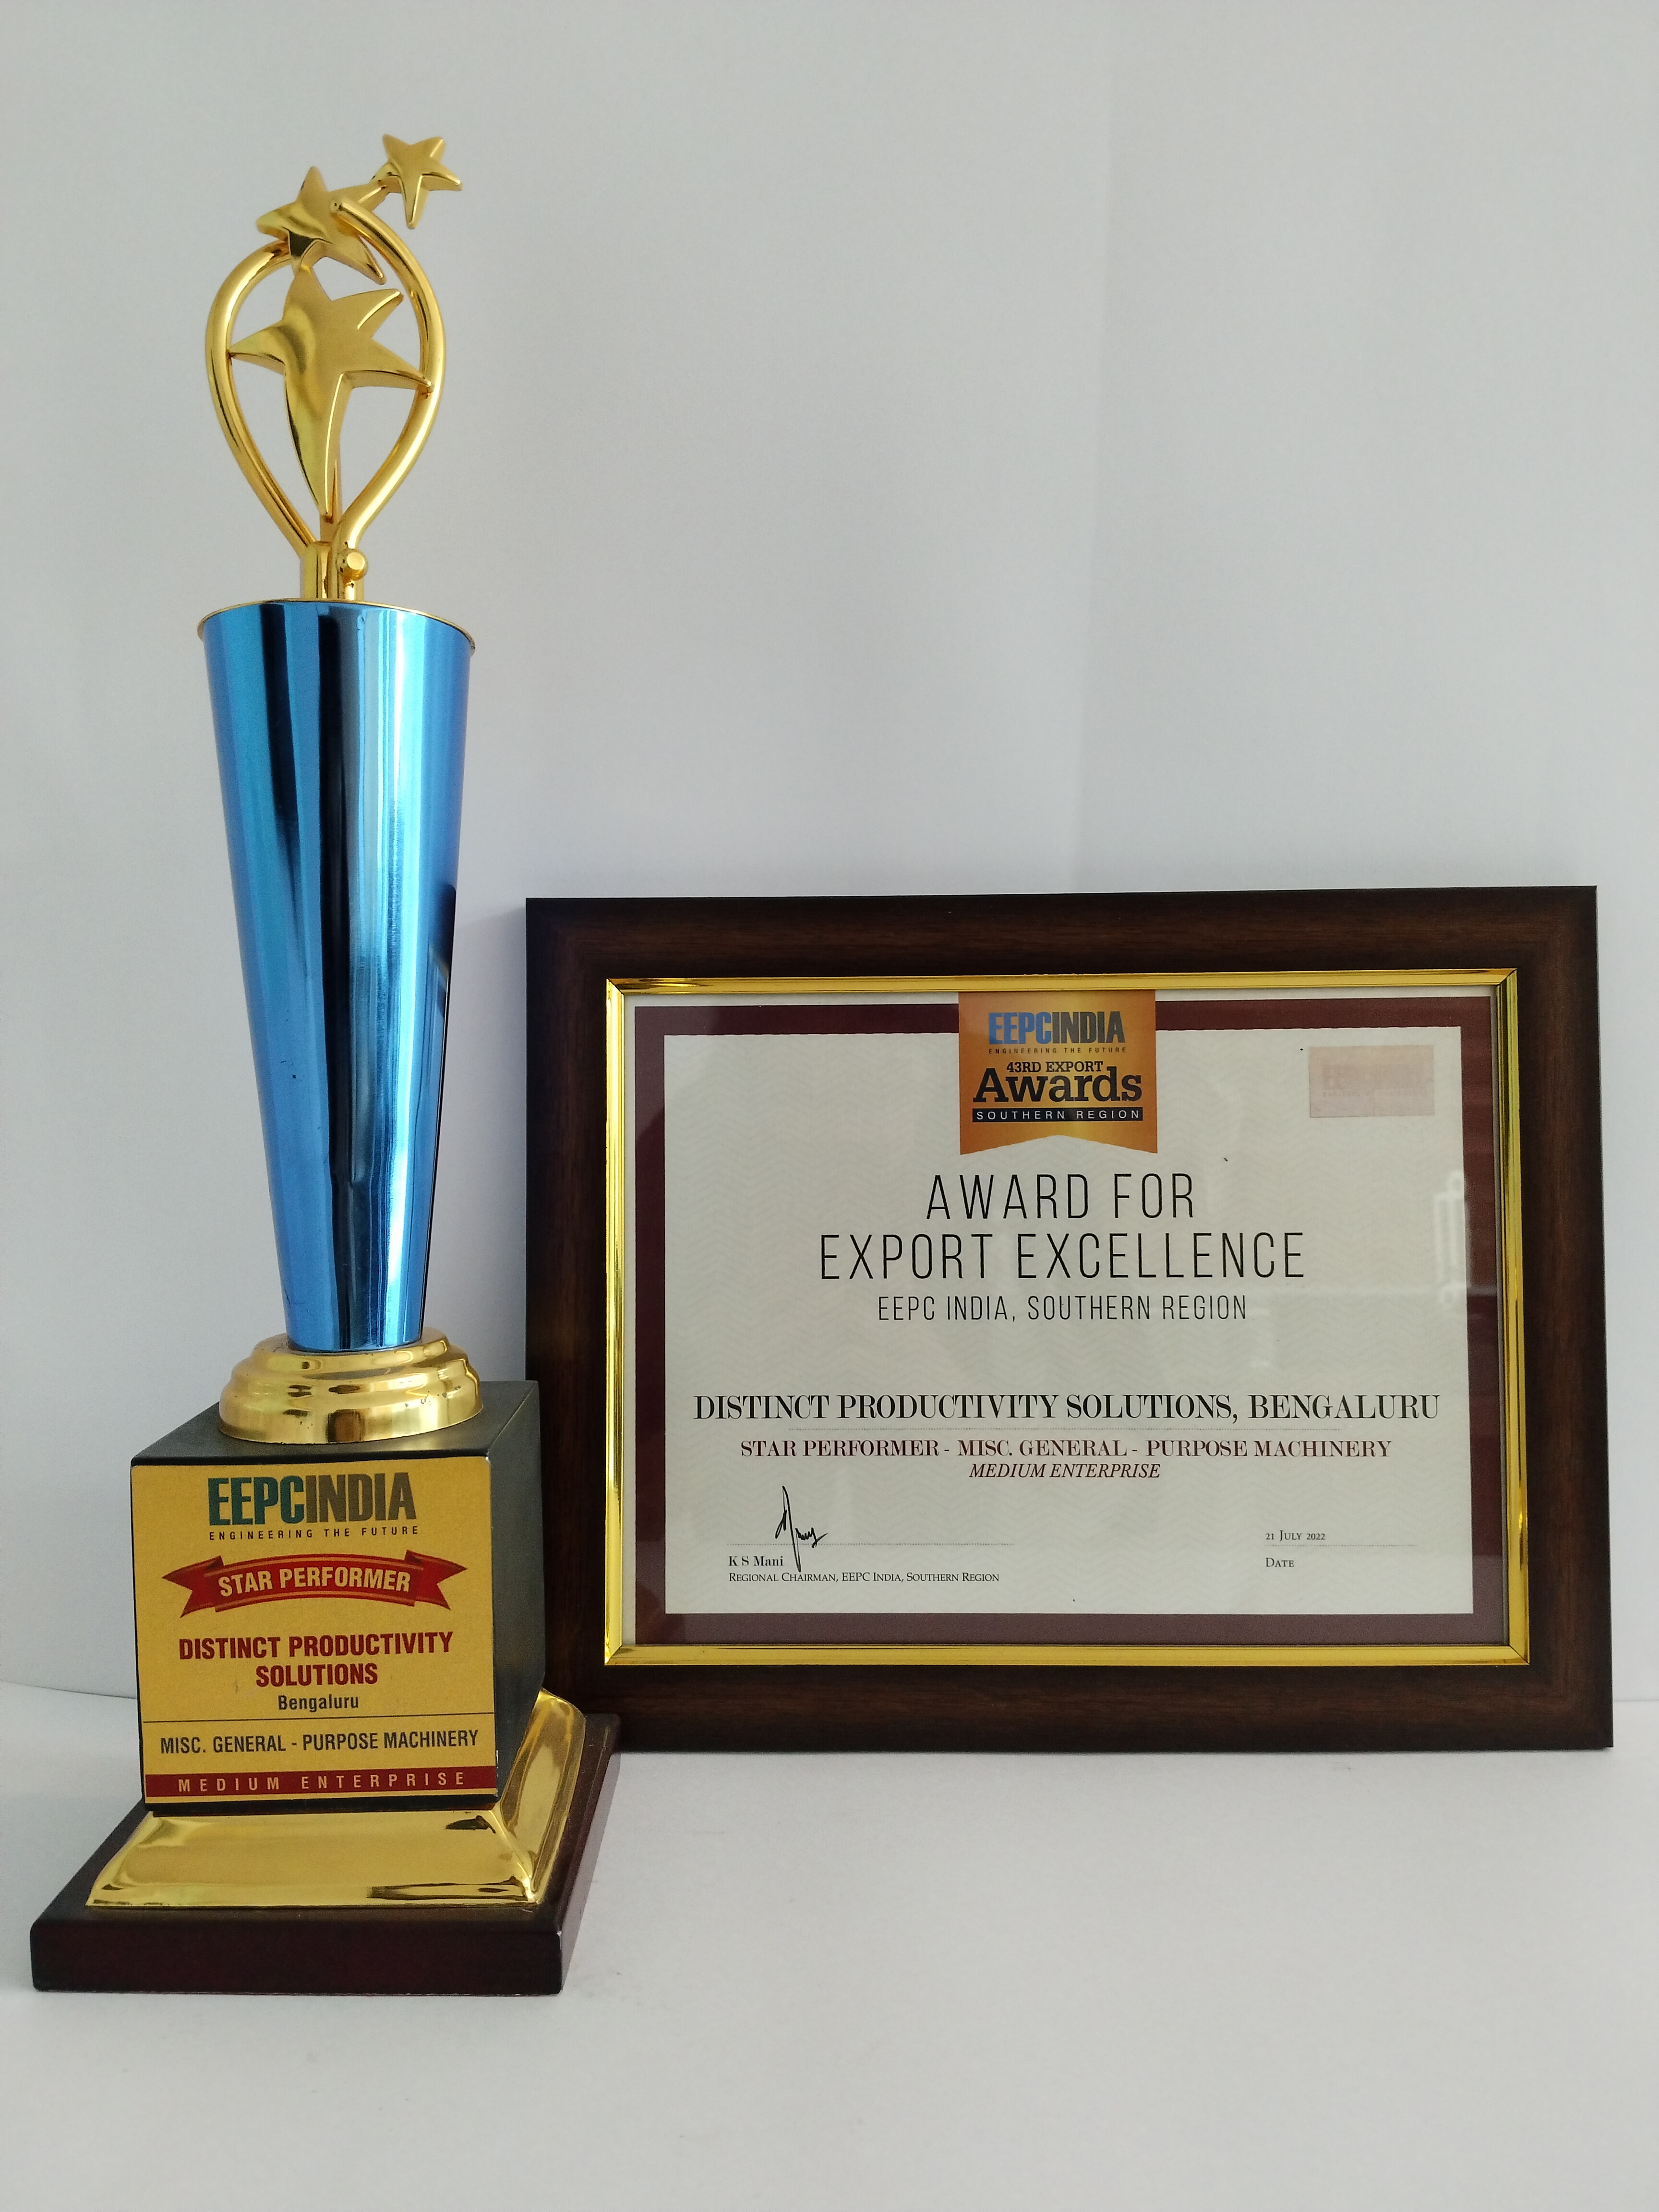 EEPCINDIA
ENGINEERING THE FUTURE
STAR PERFORMER
DISTINCT PRODUCTIVITY
SOLUTIONS
Bengaluru
MISC. GENERAL - PURPOSE MACHINERY
MEDIUM ENTERPRISE
EEPCINDIA
ENGINEERING THE FUTURE
43RD EXPORT
Awards
SOUTHERN REGION
AWARD FOR
EXPORT EXCELLENCE
EEPC INDIA, SOUTHERN REGION
DISTINCT PRODUCTIVITY SOLUTIONS, BENGALURU
STAR PERFORMER - MISC. GENERAL - PURPOSE MACHINERY
MEDIUM ENTERPRISE
21 JULY 2022
K S Mani
DATE
REGIONAL CHAIRMAN, EEPC INDIA, SOUTHERN REGION